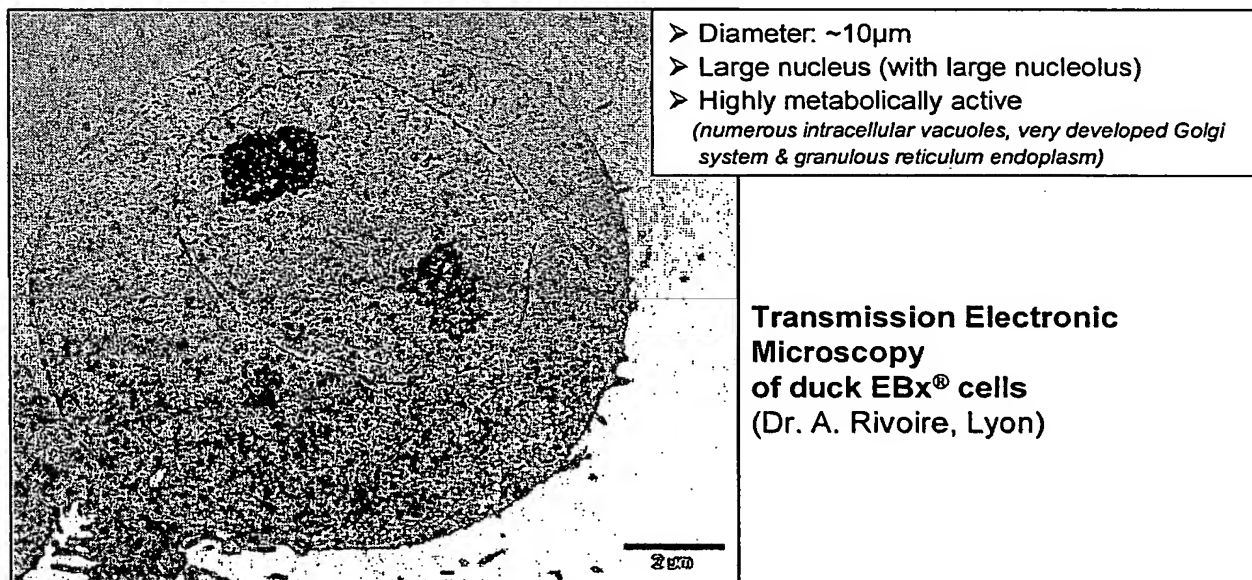 ➢ Diameter: ~10µm
➢ Large nucleus (with large nucleolus)
➢ Highly metabolically active
(numerous intracellular vacuoles, very developed Golgi
system & granulous reticulum endoplasm)
Transmission Electronic
Microscopy
of duck EBx® cells
(Dr. A. Rivoire, Lyon)
2 µm